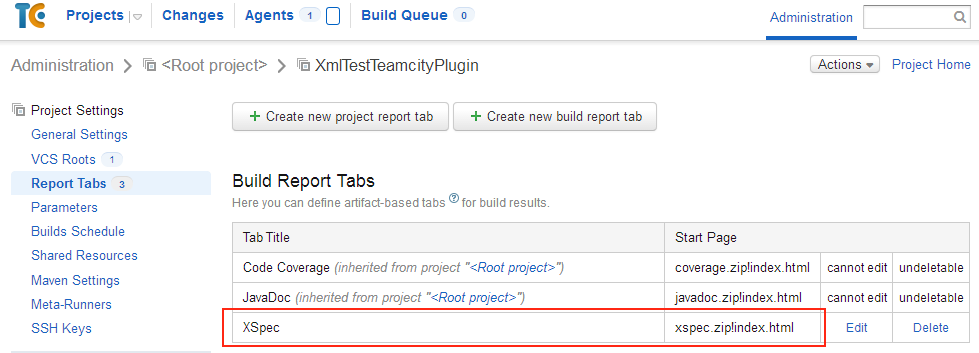 TC Projects Changes Agents 1 Build Queue 0 Administration
Administration <Root project> XmlTestTeamcityPlugin Actions Project Home
Project Settings
General Settings
VCS Roots 1
Report Tabs 3
Parameters
Builds Schedule
Shared Resources
Maven Settings
Meta-Runners
SSH Keys
+ Create new project report tab + Create new build report tab
Build Report Tabs
Here you can define artifact-based tabs ? for build results.
Tab Title Start Page
Code Coverage (inherited from project "<Root project>") coverage.zip!index.html cannot edit undeletable
JavaDoc (inherited from project "<Root project>") javadoc.zip!index.html cannot edit undeletable
XSpec xspec.zip!index.html Edit Delete